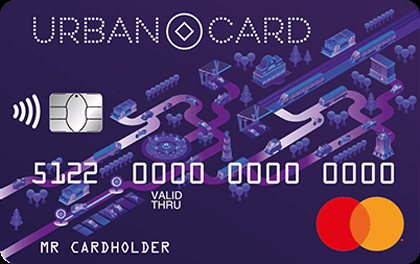 URBAN CARD
5122 0000 0000 0000
VALID
THRU
MR CARDHOLDER